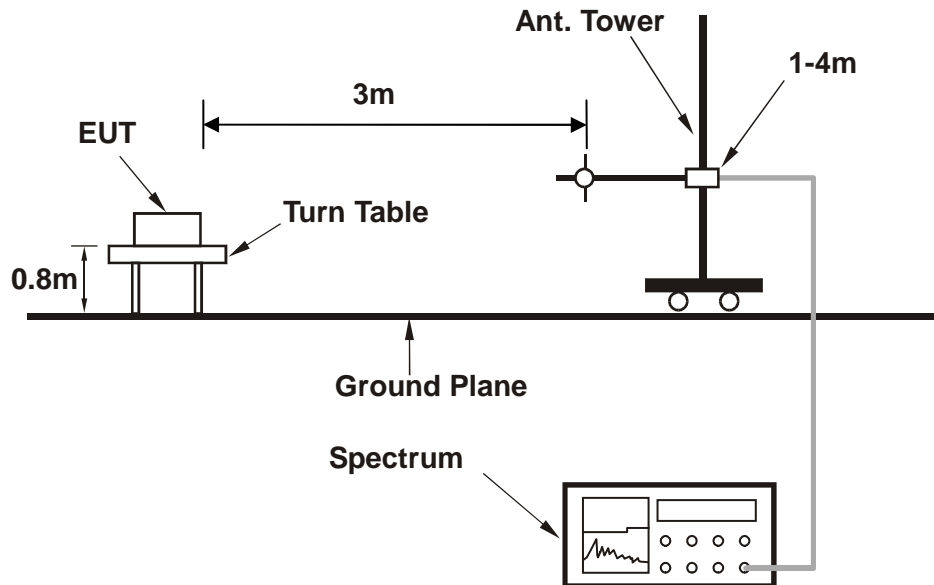 Ant. Tower
1-4m
3m
EUT
Turn Table
0.8m
Ground Plane
Spectrum